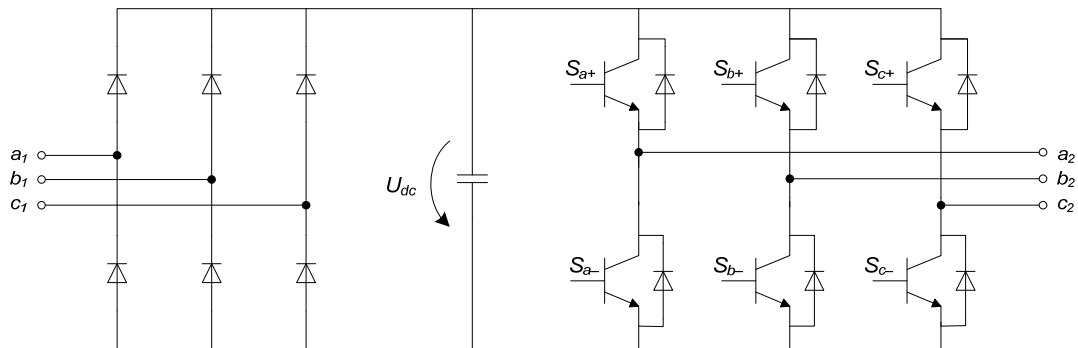 Sa+
Sb+
Sc+
a1
b1
c1
Udc
a2
b2
c2
Sa–
Sb–
Sc–